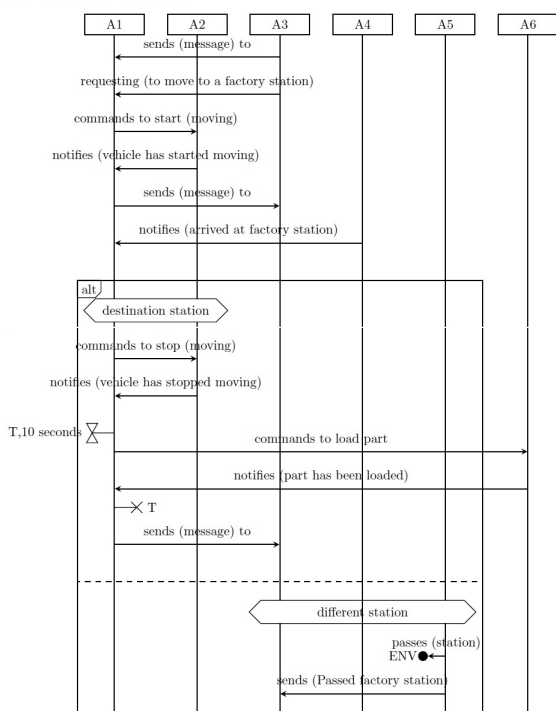 A1 A2 A3 A4 A5 A6
sends (message) to
requesting (to move to a factory station)
commands to start (moving)
notifies (vehicle has started moving)
sends (message) to
notifies (arrived at factory station)
alt
destination station
commands to stop (moving)
notifies (vehicle has stopped moving)
T,10 seconds
commands to load part
notifies (part has been loaded)
T
sends (message) to
different station
passes (station)
ENV
sends (Passed factory station)